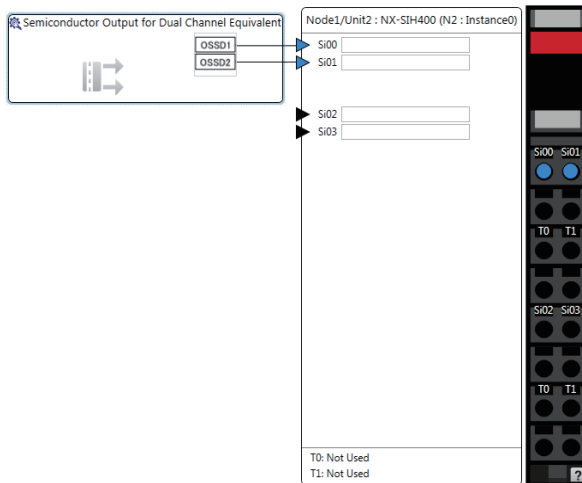 Semiconductor Output for Dual Channel Equivalent
OSSD1
OSSD2
Node1/Unit2 : NX-SIH400 (N2 : Instance0)
Si00
Si01
Si02
Si03
T0: Not Used
T1: Not Used
Si00 Si01
T0 T1
Si02 Si03
T0 T1
?